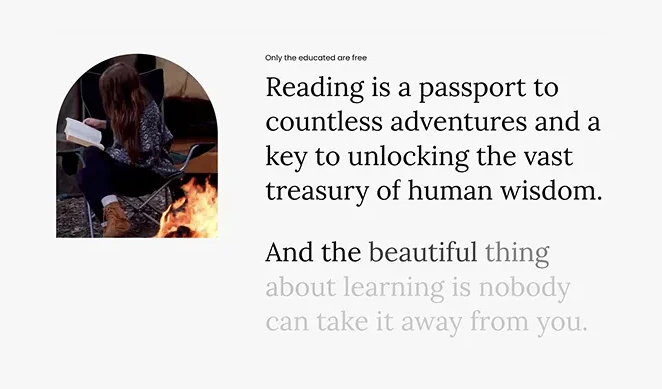 Only the educated are free
Reading is a passport to
countless adventures and a
key to unlocking the vast
treasury of human wisdom.
And the beautiful thing
about learning is nobody
can take it away from you.